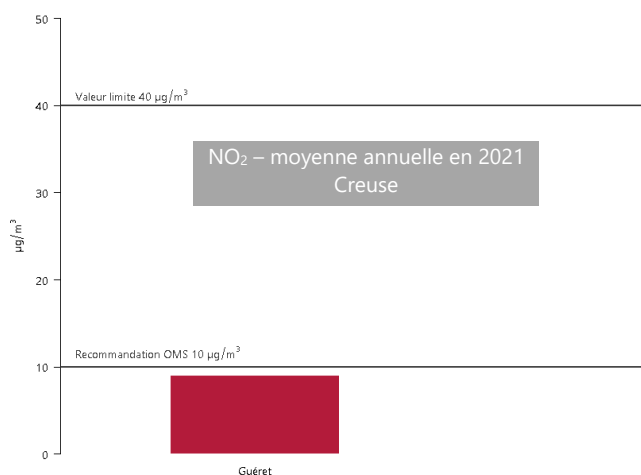 50
Valeur limite 40 µg/m³
40
NO₂ – moyenne annuelle en 2021
Creuse
30
µg/m³
20
Recommandation OMS 10 µg/m³
10
0
Guéret